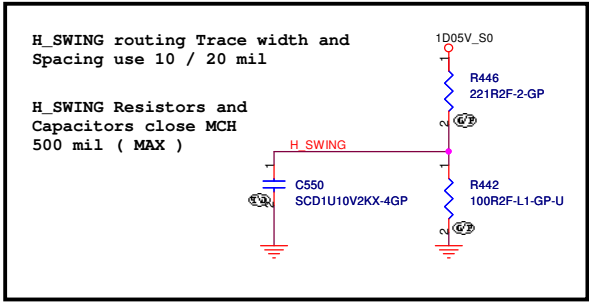 H_SWING routing Trace width and
Spacing use 10 / 20 mil
H_SWING Resistors and
Capacitors close MCH
500 mil ( MAX )
1D05V_S0
1
R446
221R2F-2-GP
2
G/P
H_SWING
1
C550
SCD1U10V2KX-4GP
2
1
R442
100R2F-L1-GP-U
2
G/P